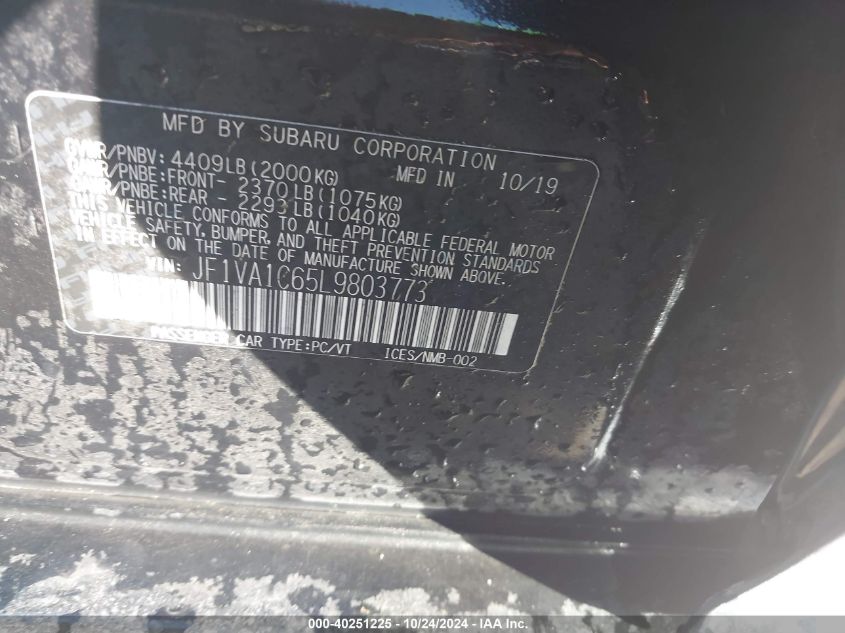 MFD BY SUBARU CORPORATION
GVWR/PNBV: 4409LB(2000KG) MFD IN 10/19
GAWR/PNBE:FRONT- 2370LB(1075KG)
GAWR/PNBE:REAR - 2293LB(1040KG)
THIS VEHICLE CONFORMS TO ALL APPLICABLE FEDERAL MOTOR
VEHICLE SAFETY, BUMPER, AND THEFT PREVENTION STANDARDS
IN EFFECT ON THE DATE OF MANUFACTURE SHOWN ABOVE.
VIN: JF1VA1C65L9803773
PASSENGER CAR TYPE:PC/VT ICES/NMB-002
000-40251225 - 10/24/2024 - IAA Inc.